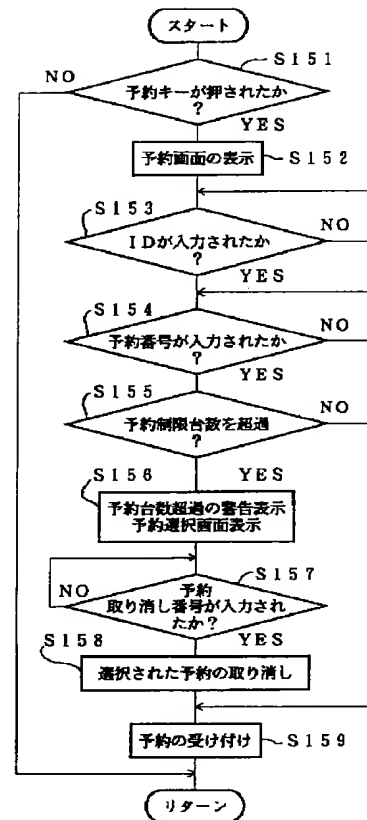 スタート
S151
NO
予約キーが押されたか
?
YES
予約画面の表示
S152
S153
NO
IDが入力されたか
?
YES
S154
NO
予約番号が入力されたか
?
YES
S155
NO
予約制限台数を超過
?
S156
YES
予約台数超過の警告表示
予約選択画面表示
S157
NO
予約
取り消し番号が入力され
たか?
S158
YES
選択された予約の取り消し
予約の受け付け
S159
リターン